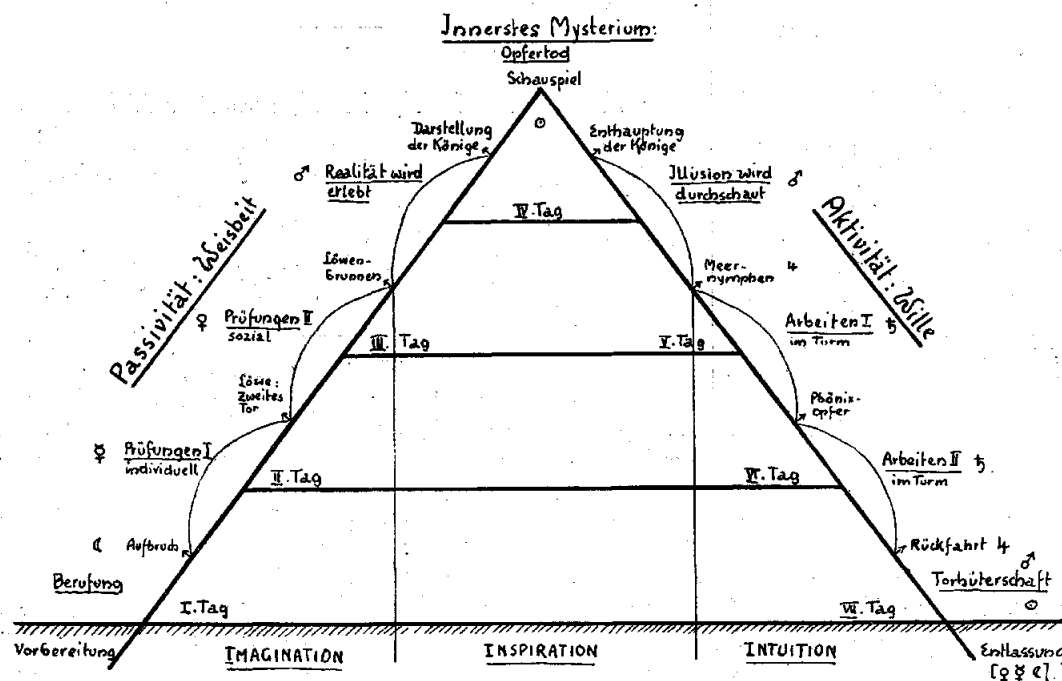 Innerstes Mysterium:
Opfertod
Schauspiel
☉
Darstellung
der Könige
Enthauptung
der Könige
♂ Realität wird
erlebt
Illusion wird ♂
durchschaut
IV. Tag
Passivität: Weisheit
Aktivität: Wille
Löwen-
brunnen
Meer- ♃
nymphen
♀ Prüfungen II
sozial
Arbeiten I ♄
im Turm
III. Tag
V. Tag
Löwe:
zweites
Tor
Phönix-
opfer
☿ Prüfungen I
individuell
Arbeiten II ♄
im Turm
II. Tag
VI. Tag
☾ Aufbruch
Rückfahrt ♃
♂
Berufung
Torhüterschaft
☉
I. Tag
VII. Tag
Vorbereitung
IMAGINATION
INSPIRATION
INTUITION
Entlassung
[♀ ☿ ☾]